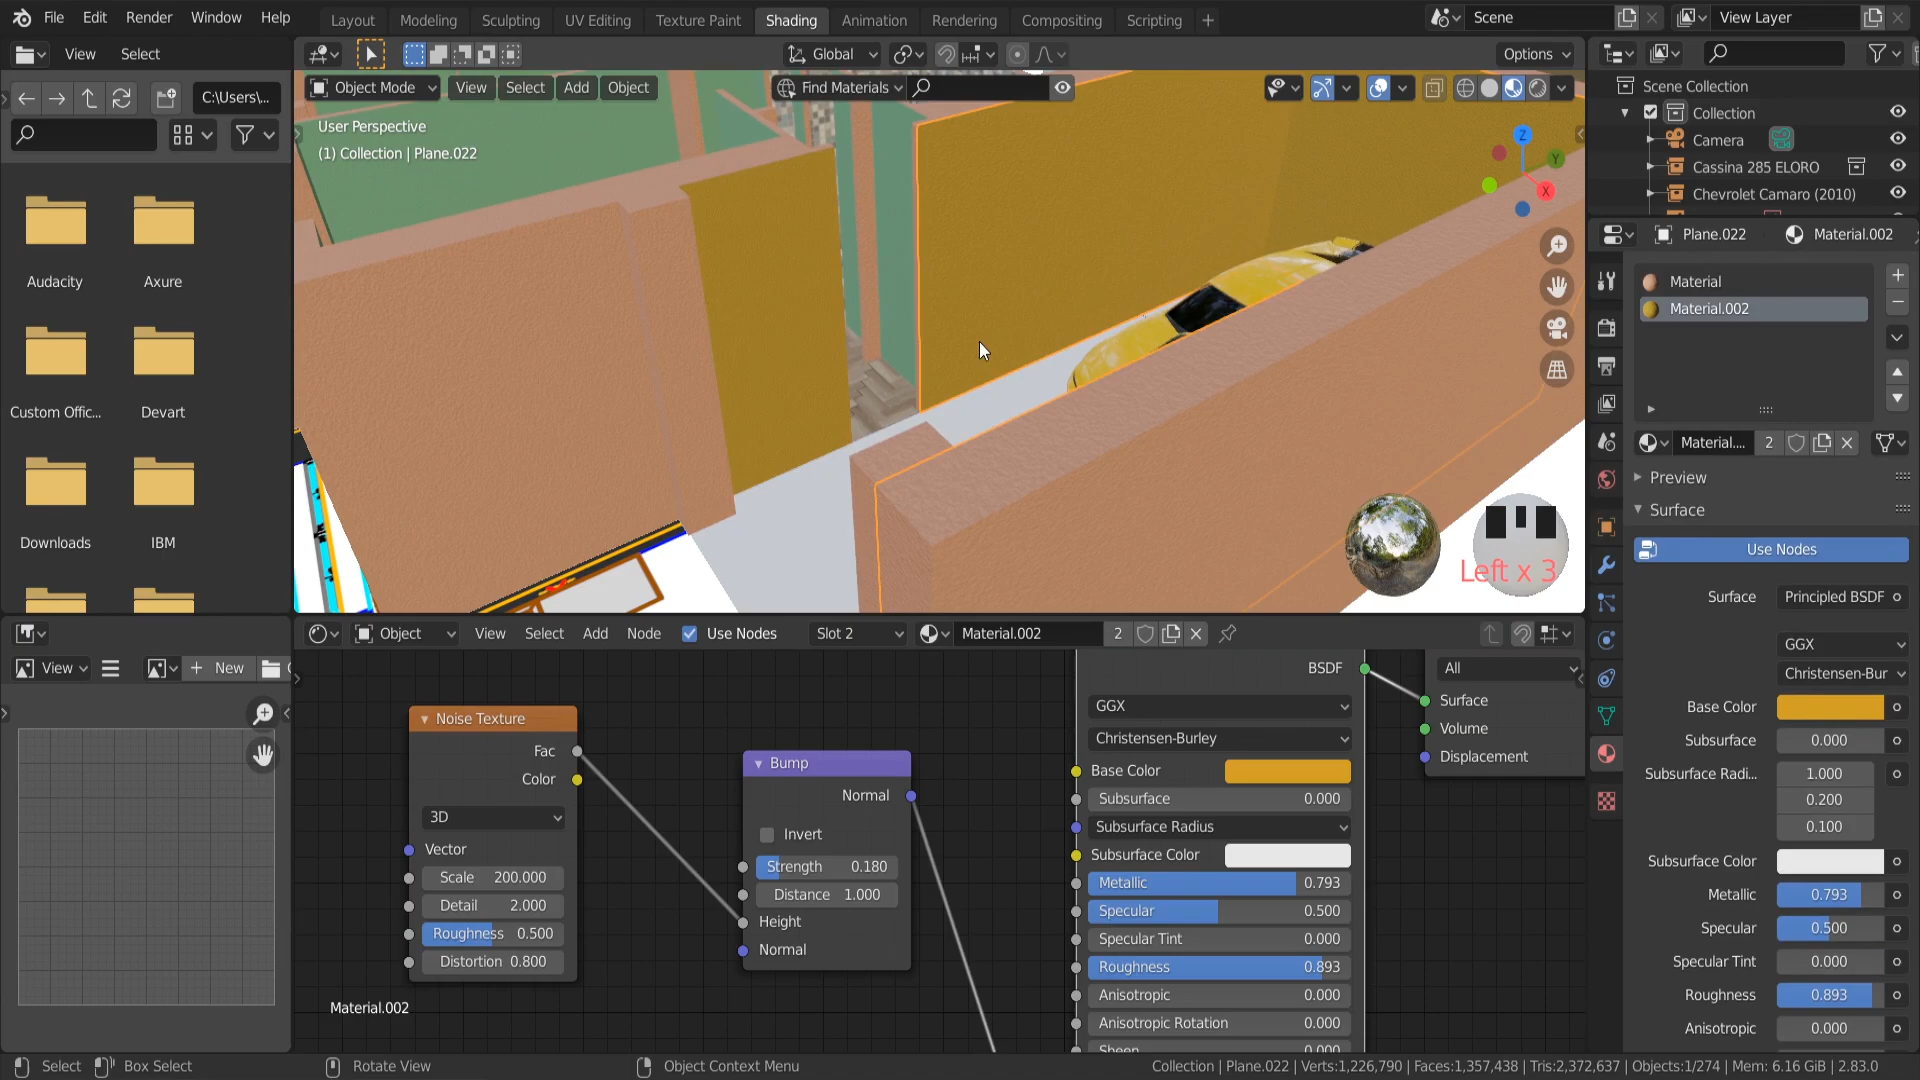 File Edit Render Window Help
Layout Modeling Sculpting UV Editing Texture Paint Shading Animation Rendering Compositing Scripting +
Scene
View Layer
View Select
Global
Options
C:\Users\...
Object Mode View Select Add Object
Find Materials
User Perspective
(1) Collection | Plane.022
Z
Y
X
Audacity
Axure
Custom Offic...
Devart
Downloads
IBM
Left x 3
Scene Collection
Collection
Camera
Cassina 285 ELORO
Chevrolet Camaro (2010)
Plane.022
Material.002
Material
Material.002
Material....
2
Preview
Surface
Use Nodes
Surface
Principled BSDF
GGX
Christensen-Bur
Base Color
Subsurface
0.000
Subsurface Radi...
1.000
0.200
0.100
Subsurface Color
Metallic
0.793
Specular
0.500
Specular Tint
0.000
Roughness
0.893
Anisotropic
0.000
Object View Select Add Node Use Nodes Slot 2 Material.002 2
View
New
Noise Texture
Fac
Color
3D
Vector
Scale 200.000
Detail 2.000
Roughness 0.500
Distortion 0.800
Material.002
Bump
Normal
Invert
Strength 0.180
Distance 1.000
Height
Normal
BSDF
GGX
Christensen-Burley
Base Color
Subsurface 0.000
Subsurface Radius
Subsurface Color
Metallic 0.793
Specular 0.500
Specular Tint 0.000
Roughness 0.893
Anisotropic 0.000
Anisotropic Rotation 0.000
Sheen 0.000
All
Surface
Volume
Displacement
Select Box Select Rotate View Object Context Menu
Collection | Plane.022 | Verts:1,226,790 | Faces:1,357,438 | Tris:2,372,637 | Objects:1/274 | Mem: 6.16 GiB | 2.83.0